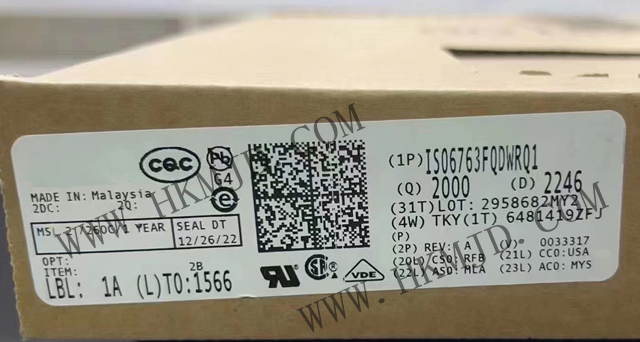 CQC
Pb
G4
e
MADE IN: Malaysia
2DC: 2Q:
MSL 2 /260C/1 YEAR
SEAL DT
12/26/22
OPT:
ITEM:
LBL: 1A (L)TO:1566
2B
(1P)ISO6763FQDWRQ1
(Q) 2000 (D) 2246
(31T)LOT: 2958682MY2
(4W) TKY(1T) 6481419ZFJ
(P)
(2P) REV: A (V) 0033317
(20L) CSO: RFB (21L) CCO:USA
(22L) ASO: MLA (23L) ACO: MYS
VDE
WWW.HKMJD.COM
WWW.HKMJD.COM